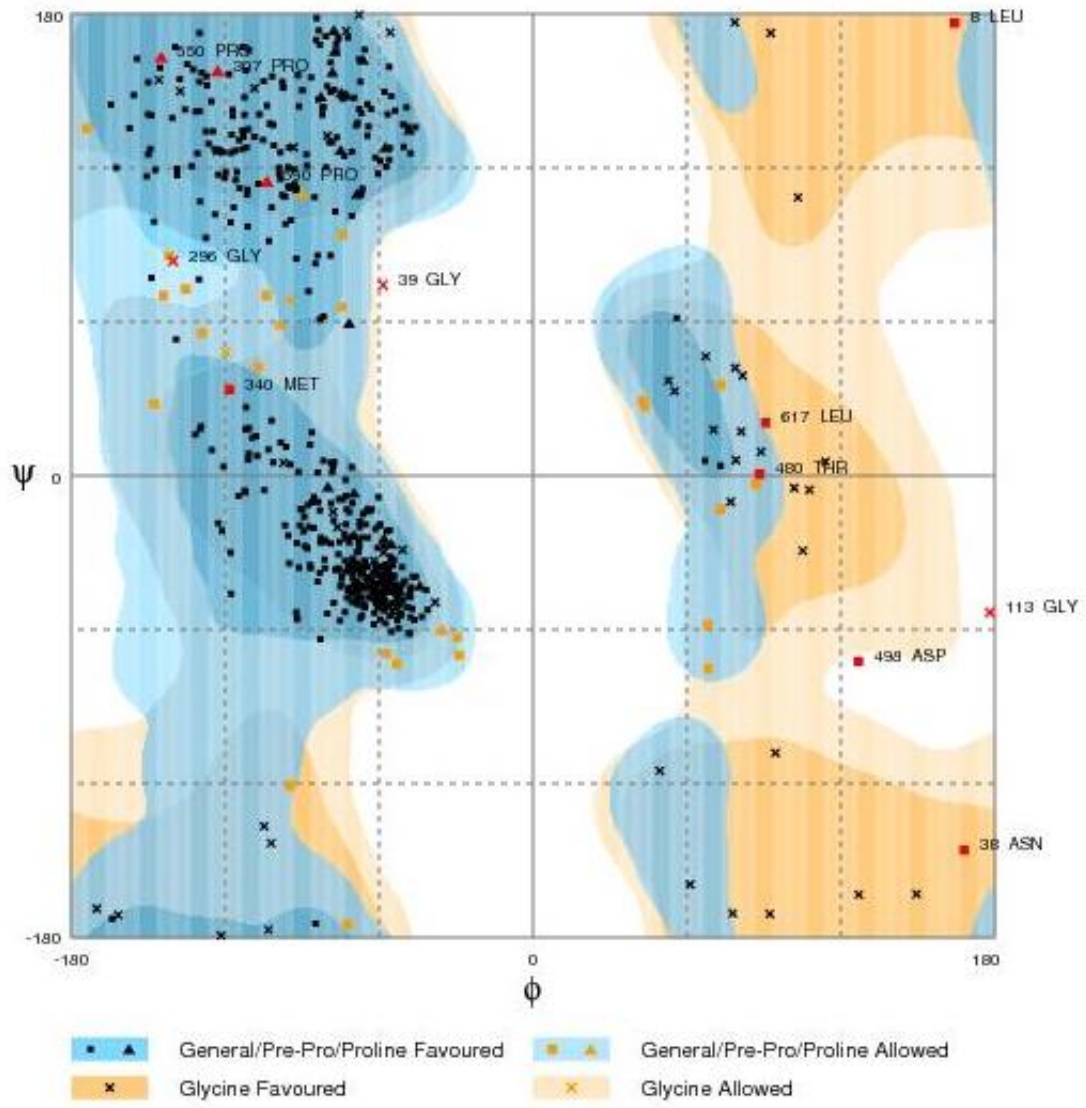 180
8 LEU
550 PRO
397 PRO
590 PRO
296 GLY
39 GLY
340 MET
617 LEU
ψ
0
480 THR
113 GLY
498 ASP
38 ASN
-180
-180
0
180
ϕ
General/Pre-Pro/Proline Favoured
General/Pre-Pro/Proline Allowed
Glycine Favoured
Glycine Allowed